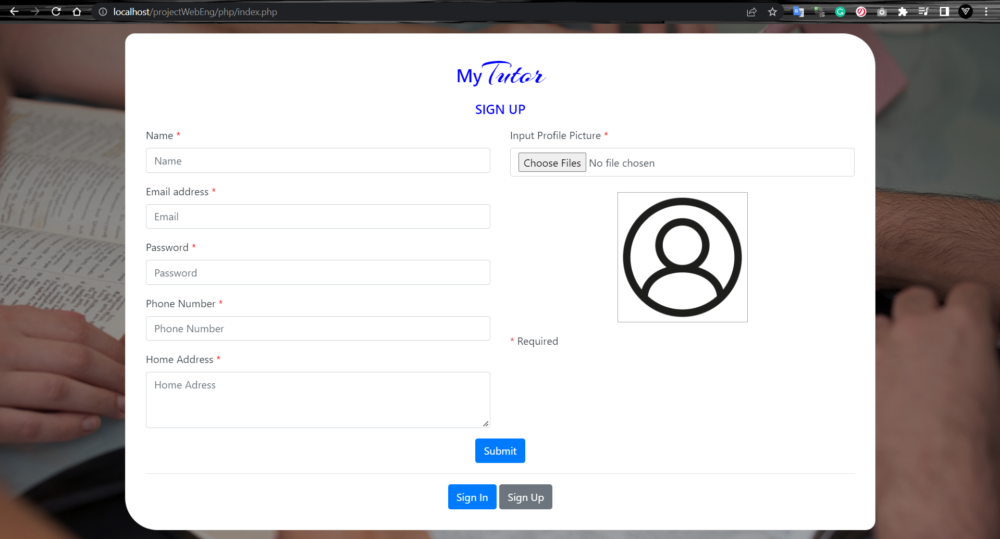 localhost/projectWebEng/php/index.php
My Tutor
SIGN UP
Name *
Name
Email address *
Email
Password *
Password
Phone Number *
Phone Number
Home Address *
Home Adress
Input Profile Picture *
Choose Files No file chosen
* Required
Submit
Sign In Sign Up